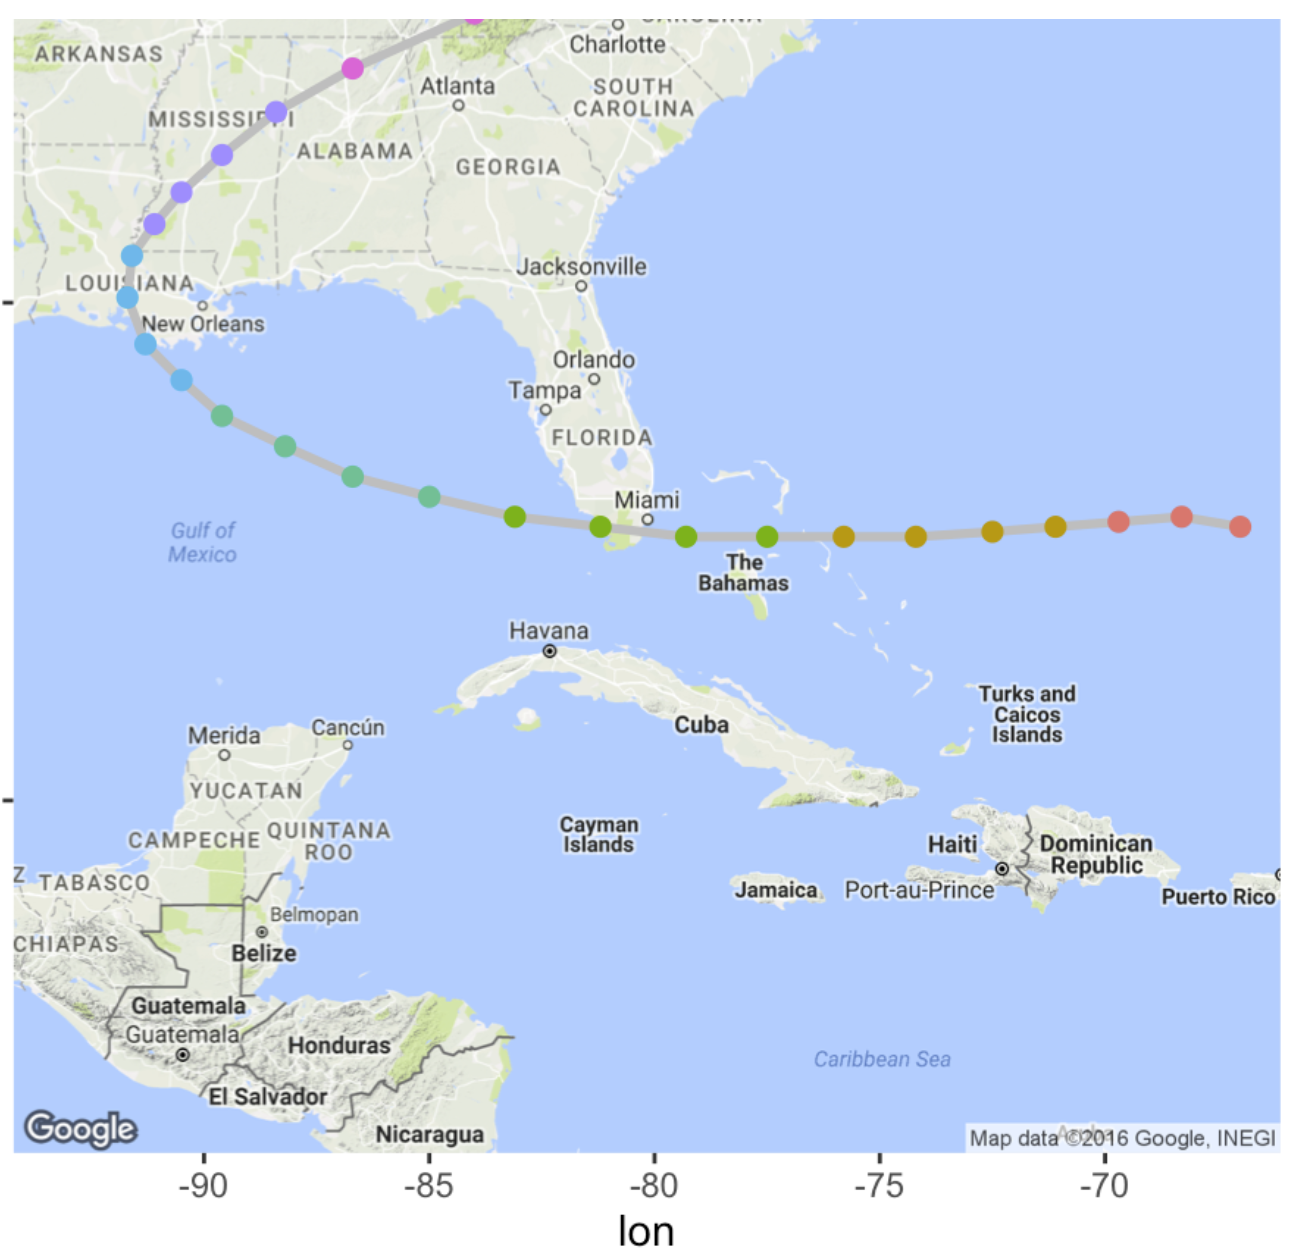 CAROLINA
Charlotte
ARKANSAS
Atlanta
SOUTH
CAROLINA
MISSISSIPPI
ALABAMA
GEORGIA
Jacksonville
LOUISIANA
New Orleans
Orlando
Tampa
FLORIDA
Miami
Gulf of
Mexico
The
Bahamas
Havana
Turks and
Caicos
Islands
Cuba
Merida
Cancún
YUCATAN
CAMPECHE
QUINTANA
ROO
Cayman
Islands
Haiti
Dominican
Republic
Z
TABASCO
Jamaica
Port-au-Prince
Puerto Rico
Belmopan
CHIAPAS
Belize
Guatemala
Guatemala
Honduras
Caribbean Sea
El Salvador
Google
Nicaragua
Map data ©2016 Google, INEGI
-90
-85
-80
-75
-70
lon